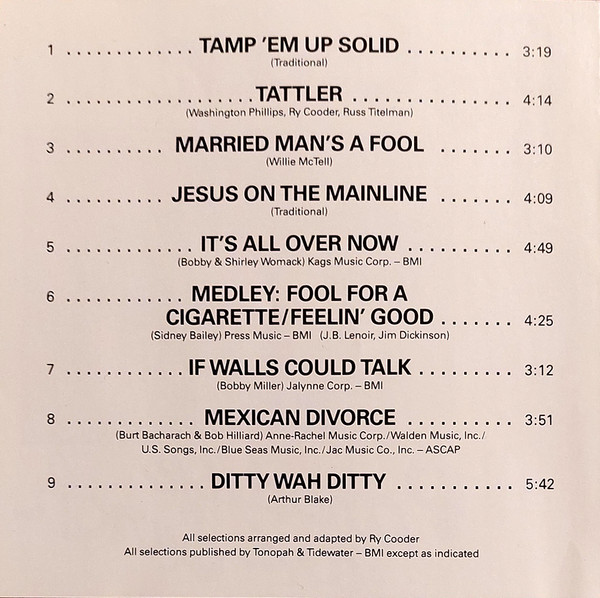 1 . . . . . . . . . . . . . TAMP 'EM UP SOLID . . . . . . . . . . 3:19
(Traditional)
2 . . . . . . . . . . . . . . . . . . . TATTLER . . . . . . . . . . . . . . . 4:14
(Washington Phillips, Ry Cooder, Russ Titelman)
3 . . . . . . . . . . MARRIED MAN'S A FOOL . . . . . . . 3:10
(Willie McTell)
4 . . . . . . . . . . JESUS ON THE MAINLINE . . . . . . . 4:09
(Traditional)
5 . . . . . . . . . . . . . IT'S ALL OVER NOW . . . . . . . . . . 4:49
(Bobby & Shirley Womack) Kags Music Corp. – BMI
6 . . . . . . . . . . . . MEDLEY: FOOL FOR A
CIGARETTE/FEELIN' GOOD . . . . . . . 4:25
(Sidney Bailey) Press Music – BMI (J.B. Lenoir, Jim Dickinson)
7 . . . . . . . . . . . . IF WALLS COULD TALK . . . . . . . . . 3:12
(Bobby Miller) Jalynne Corp. – BMI
8 . . . . . . . . . . . . . MEXICAN DIVORCE . . . . . . . . . . 3:51
(Burt Bacharach & Bob Hilliard) Anne-Rachel Music Corp./Walden Music, Inc./
U.S. Songs, Inc./Blue Seas Music, Inc./Jac Music Co., Inc. – ASCAP
9 . . . . . . . . . . . . . . DITTY WAH DITTY . . . . . . . . . . . 5:42
(Arthur Blake)
All selections arranged and adapted by Ry Cooder
All selections published by Tonopah & Tidewater – BMI except as indicated